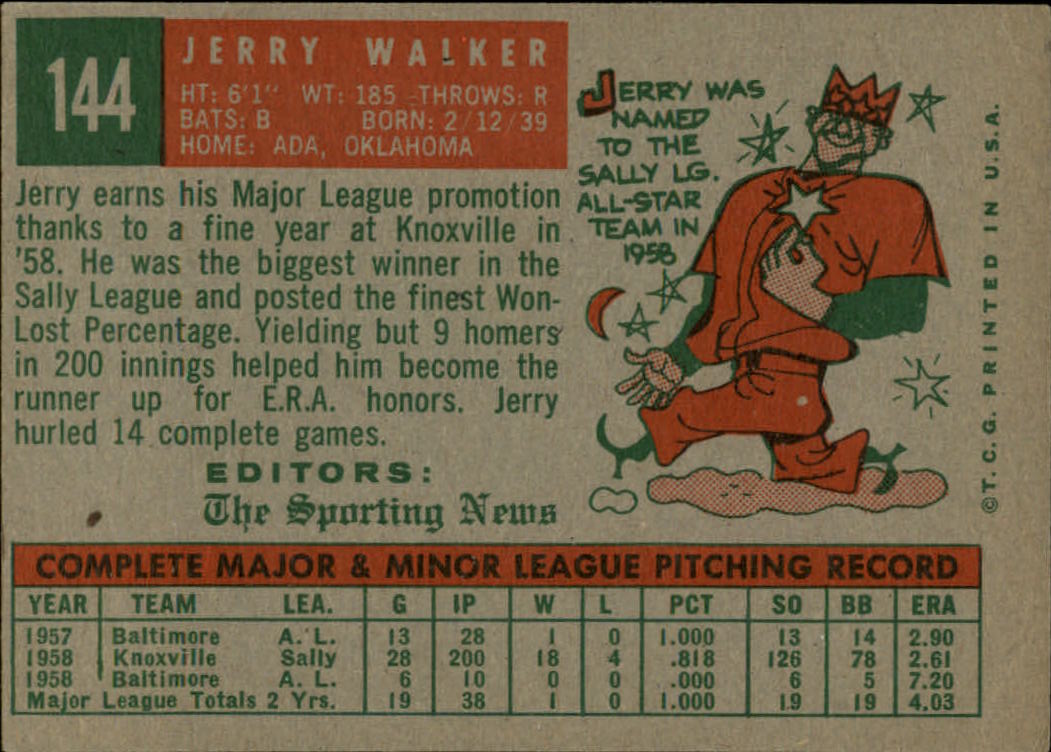 144
JERRY WALKER
HT: 6'1" WT: 185 THROWS: R
BATS: B BORN: 2/12/39
HOME: ADA, OKLAHOMA
Jerry earns his Major League promotion
thanks to a fine year at Knoxville in
'58. He was the biggest winner in the
Sally League and posted the finest Won-
Lost Percentage. Yielding but 9 homers
in 200 innings helped him become the
runner up for E.R.A. honors. Jerry
hurled 14 complete games.
EDITORS:
The Sporting News
JERRY WAS
NAMED
TO THE
SALLY LG.
ALL-STAR
TEAM IN
1958
©T.C.G. PRINTED IN U.S.A.
COMPLETE MAJOR & MINOR LEAGUE PITCHING RECORD
YEAR TEAM LEA. G IP W L PCT SO BB ERA
1957 Baltimore A. L. 13 28 1 0 1.000 13 14 2.90
1958 Knoxville Sally 28 200 18 4 .818 126 78 2.61
1958 Baltimore A. L. 6 10 0 0 .000 6 5 7.20
Major League Totals 2 Yrs. 19 38 1 0 1.000 19 19 4.03